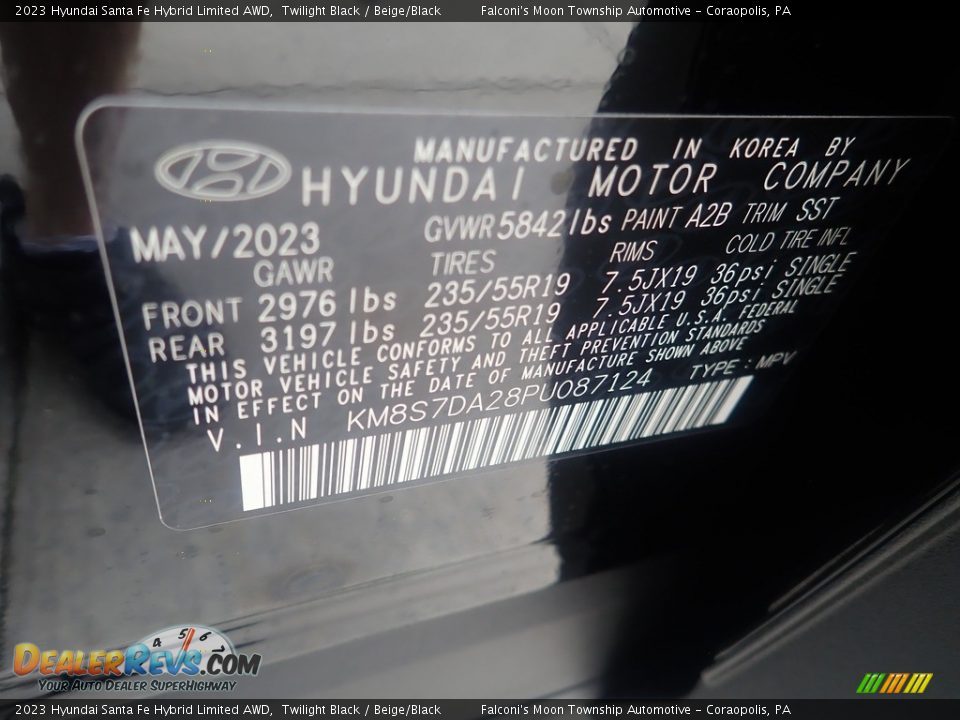 2023 Hyundai Santa Fe Hybrid Limited AWD, Twilight Black / Beige/Black Falconi's Moon Township Automotive - Coraopolis, PA
MANUFACTURED IN KOREA BY
HYUNDAI MOTOR COMPANY
MAY/2023 GVWR 5842 lbs PAINT A2B TRIM SST
GAWR TIRES RIMS COLD TIRE INFL
FRONT 2976 lbs 235/55R19 7.5JX19 36psi SINGLE
REAR 3197 lbs 235/55R19 7.5JX19 36psi SINGLE
THIS VEHICLE CONFORMS TO ALL APPLICABLE U.S.A. FEDERAL
MOTOR VEHICLE SAFETY AND THEFT PREVENTION STANDARDS
IN EFFECT ON THE DATE OF MANUFACTURE SHOWN ABOVE
V.I.N KM8S7DA28PU087124 TYPE : MPV
4 5 6 7
DEALERREVS.COM
YOUR AUTO DEALER SUPERHIGHWAY
2023 Hyundai Santa Fe Hybrid Limited AWD, Twilight Black / Beige/Black Falconi's Moon Township Automotive - Coraopolis, PA